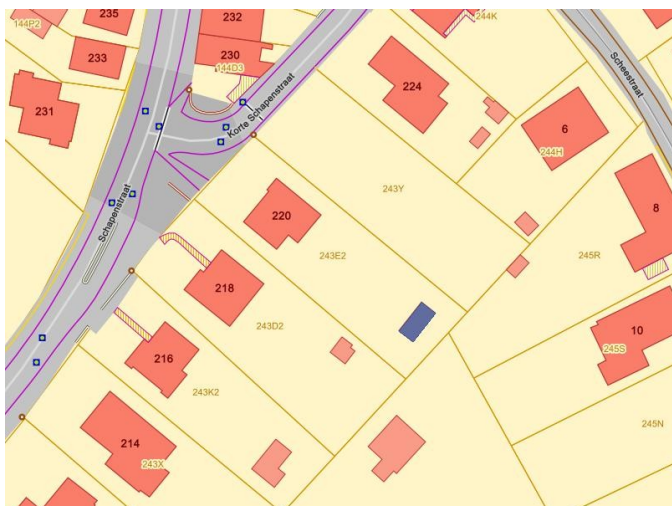 235
232
144P2
244K
233
230
144D3
224
Scheestraat
231
6
Korte Schapenstraat
244H
243Y
8
220
Schapenstraat
243E2
245R
218
243D2
10
216
245S
243K2
245N
214
243X